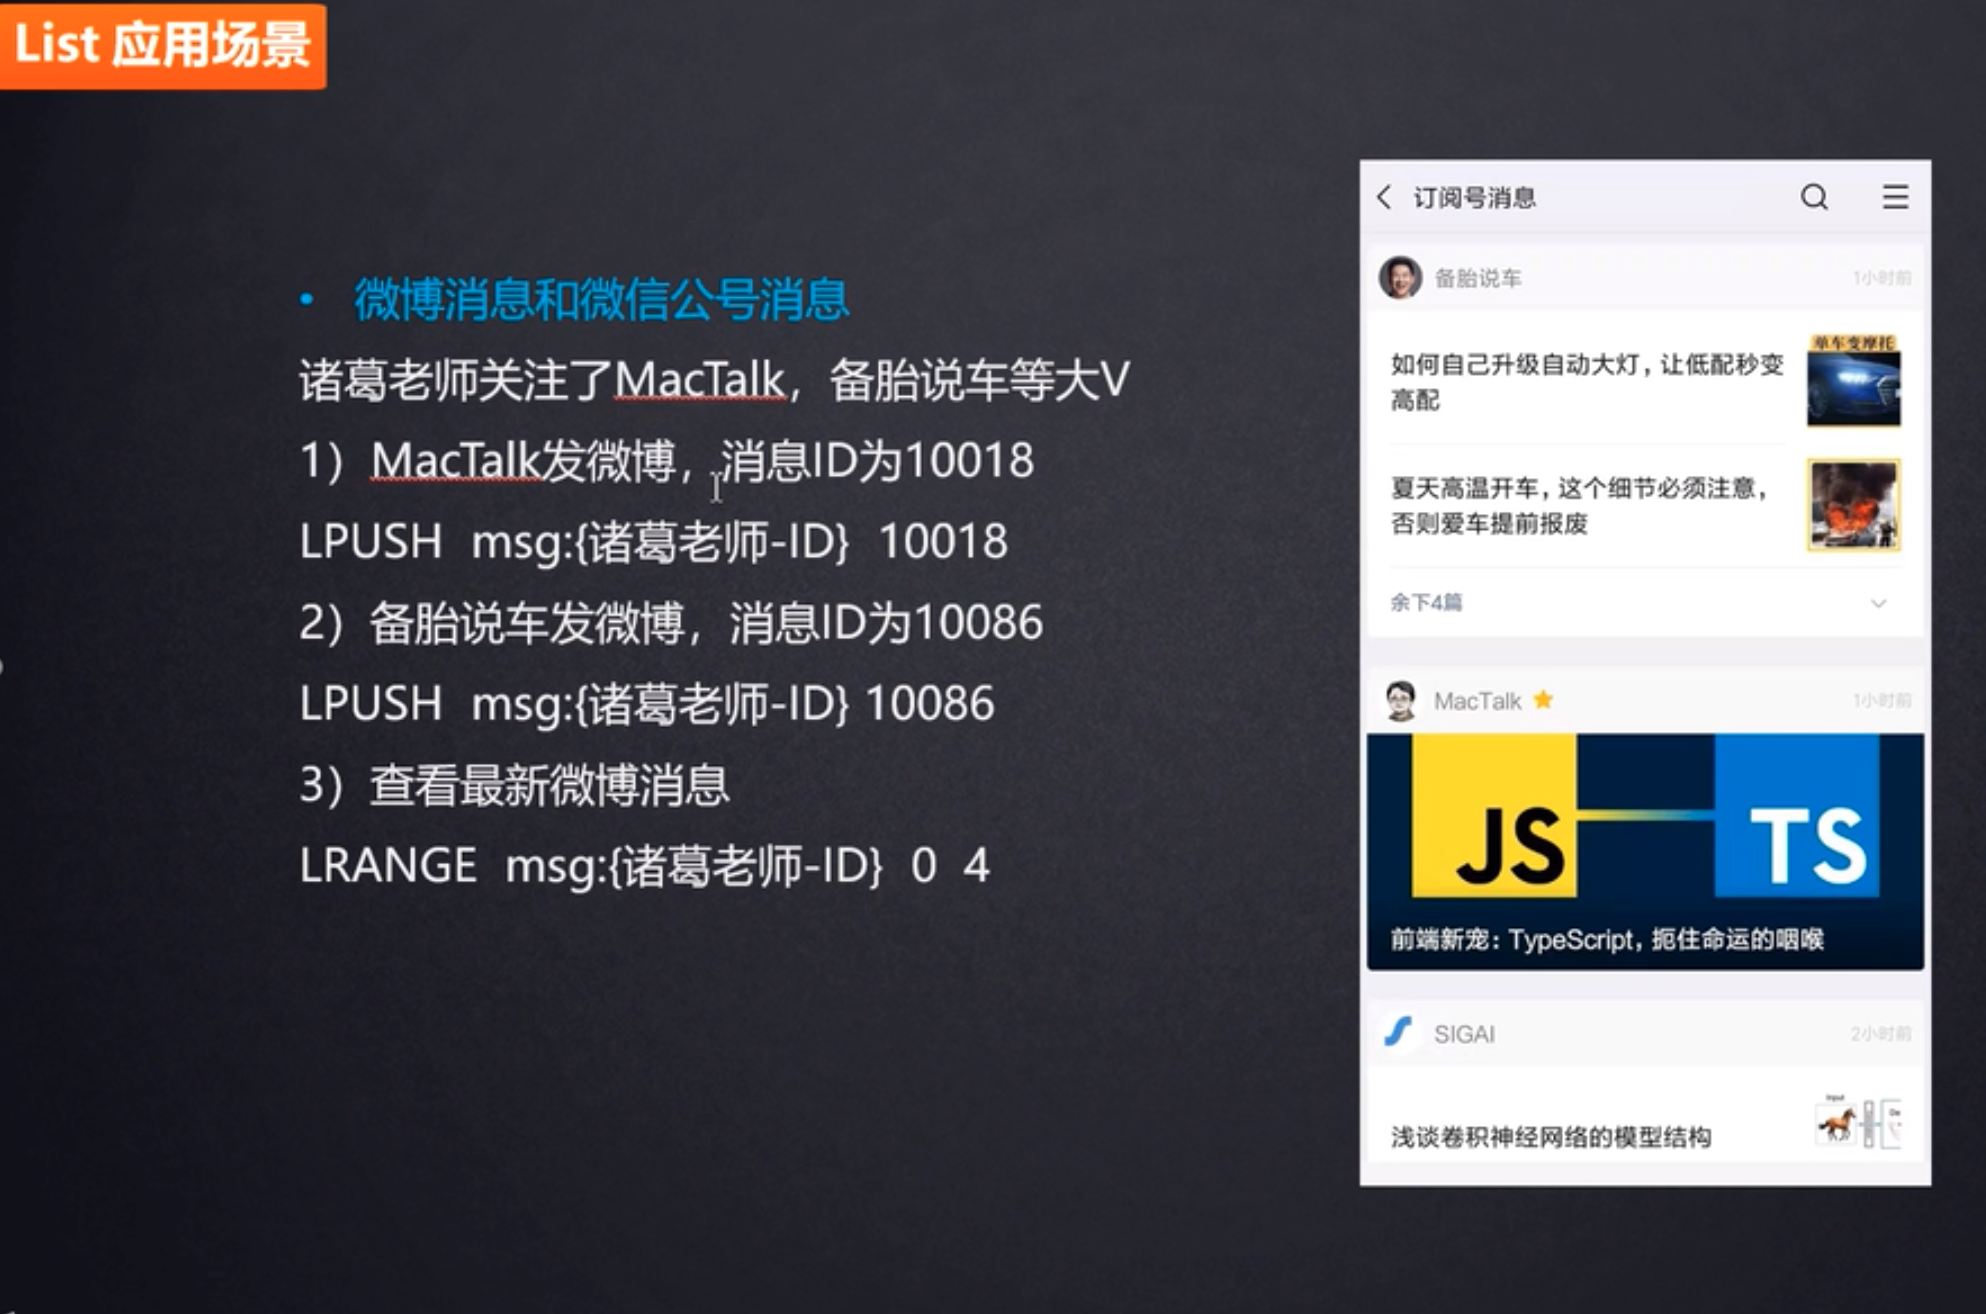 List 应用场景
• 微博消息和微信公号消息
诸葛老师关注了MacTalk，备胎说车等大V
1）MacTalk发微博，消息ID为10018
LPUSH msg:{诸葛老师-ID} 10018
2）备胎说车发微博，消息ID为10086
LPUSH msg:{诸葛老师-ID} 10086
3）查看最新微博消息
LRANGE msg:{诸葛老师-ID} 0 4
订阅号消息
备胎说车 1小时前
单车变摩托
如何自己升级自动大灯，让低配秒变
高配
夏天高温开车，这个细节必须注意，
否则爱车提前报废
余下4篇
MacTalk 1小时前
JS TS
前端新宠：TypeScript，扼住命运的咽喉
SIGAI 2小时前
Input
De
浅谈卷积神经网络的模型结构